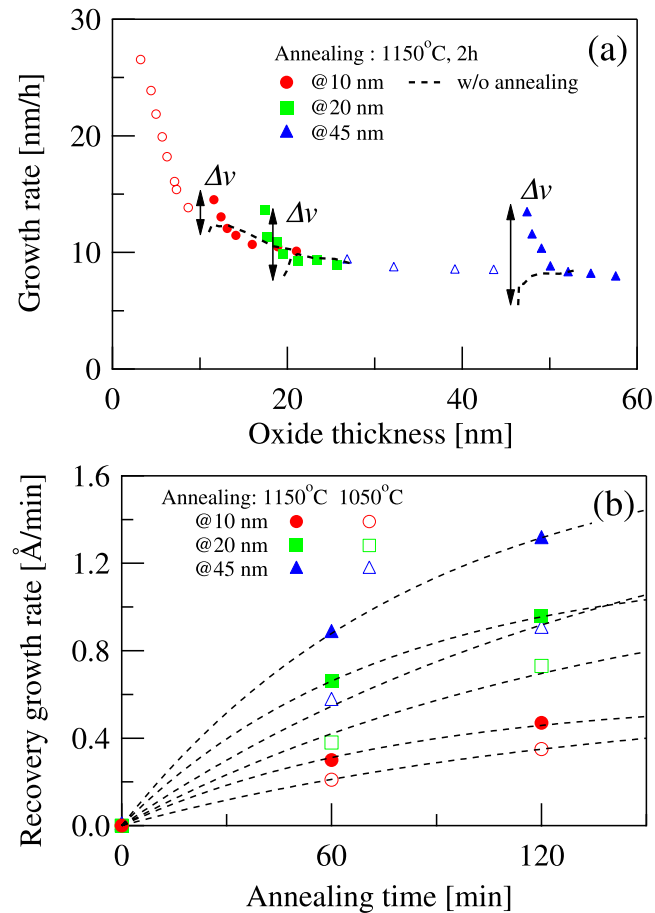 30
20
10
0
Growth rate [nm/h]
(a)
Annealing : 1150°C, 2h
@10 nm
w/o annealing
@20 nm
@45 nm
Δv
Δv
Δv
0
20
40
60
Oxide thickness [nm]
1.6
1.2
0.8
0.4
0.0
Recovery growth rate [Å/min]
(b)
Annealing: 1150°C 1050°C
@10 nm
@20 nm
@45 nm
0
60
120
Annealing time [min]